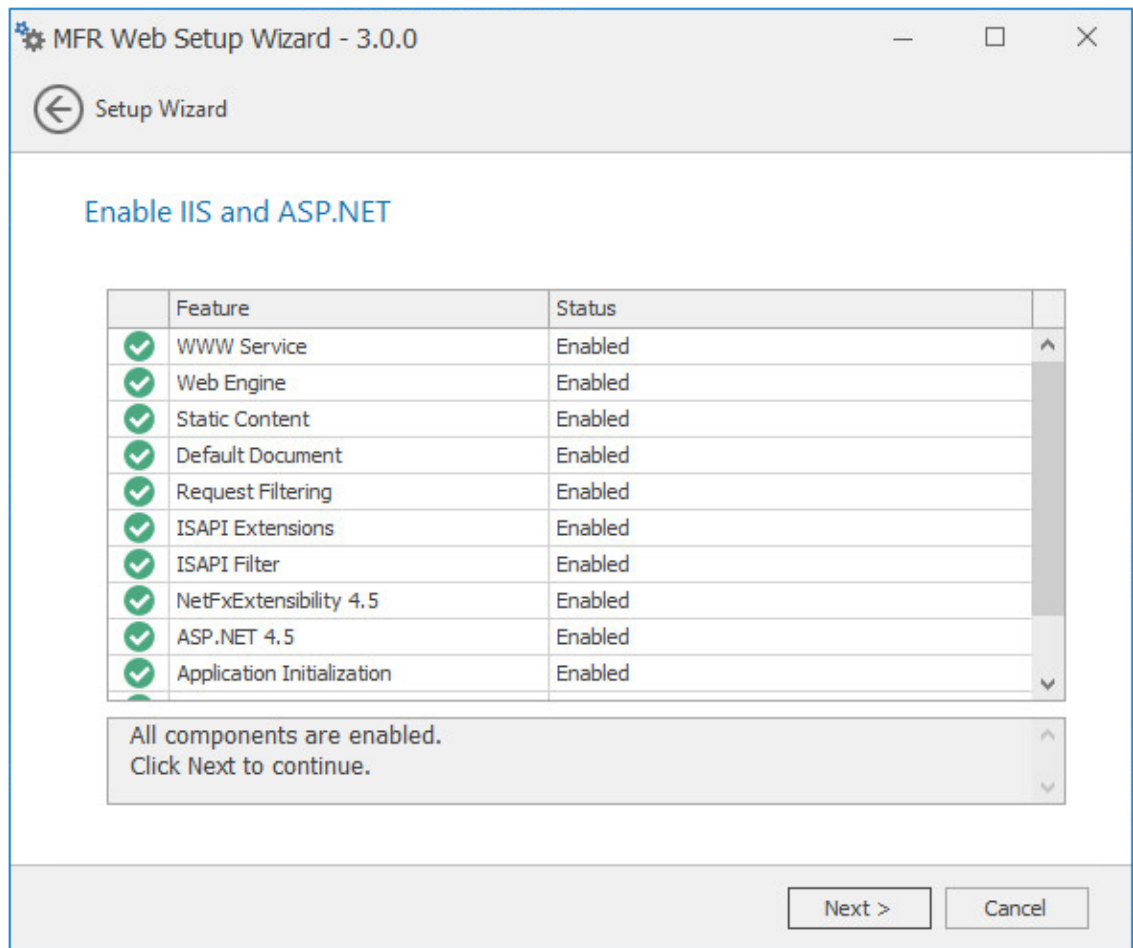 MFR Web Setup Wizard - 3.0.0
Setup Wizard
Enable IIS and ASP.NET
Feature Status
WWW Service Enabled
Web Engine Enabled
Static Content Enabled
Default Document Enabled
Request Filtering Enabled
ISAPI Extensions Enabled
ISAPI Filter Enabled
NetFxExtensibility 4.5 Enabled
ASP.NET 4.5 Enabled
Application Initialization Enabled
All components are enabled.
Click Next to continue.
Next > Cancel